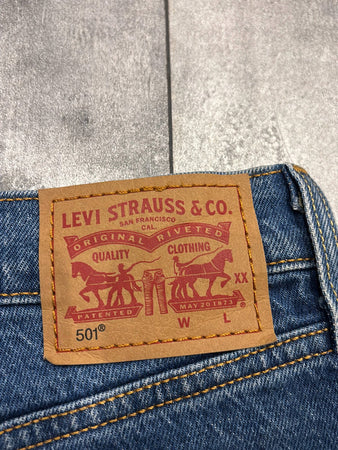 LEVI STRAUSS & CO.
SAN FRANCISCO
CAL.
ORIGINAL RIVETED
QUALITY CLOTHING
XX
PATENTED MAY 20 1873
501® W L